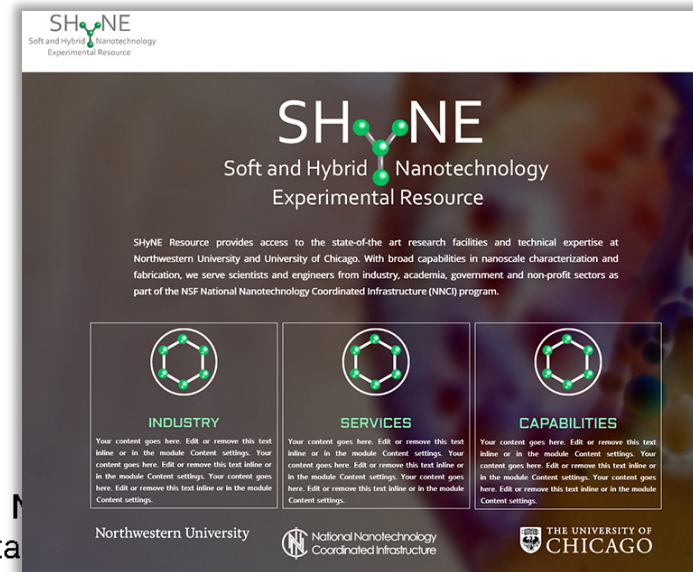 SHyNE
Soft and Hybrid Nanotechnology
Experimental Resource
SHyNE
Soft and Hybrid Nanotechnology
Experimental Resource
SHyNE Resource provides access to the state-of-the art research facilities and technical expertise at
Northwestern University and University of Chicago. With broad capabilities in nanoscale characterization and
fabrication, we serve scientists and engineers from industry, academia, government and non-profit sectors as
part of the NSF National Nanotechnology Coordinated Infrastructure (NNCI) program.
INDUSTRY
Your content goes here. Edit or remove this text
inline or in the module Content settings. Your
content goes here. Edit or remove this text inline or
in the module Content settings. Your content goes
here. Edit or remove this text inline or in the module
Content settings.
SERVICES
Your content goes here. Edit or remove this text
inline or in the module Content settings. Your
content goes here. Edit or remove this text inline or
in the module Content settings. Your content goes
here. Edit or remove this text inline or in the module
Content settings.
CAPABILITIES
Your content goes here. Edit or remove this text
inline or in the module Content settings. Your
content goes here. Edit or remove this text inline or
in the module Content settings. Your content goes
here. Edit or remove this text inline or in the module
Content settings.
Northwestern University
National Nanotechnology
Coordinated Infrastructure
THE UNIVERSITY OF
CHICAGO